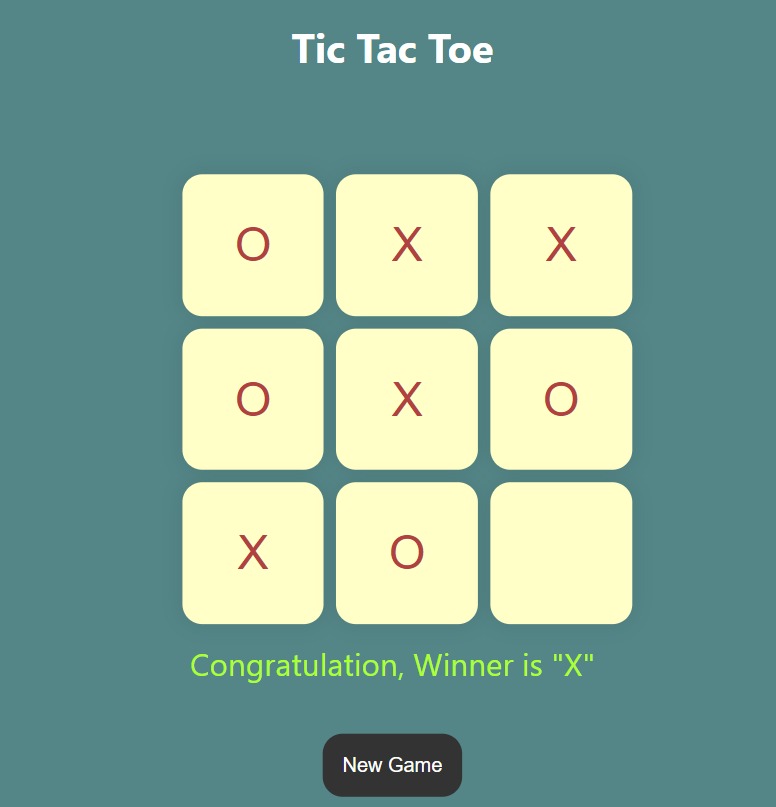 Tic Tac Toe
O X X
O X O
X O
Congratulation, Winner is "X"
New Game